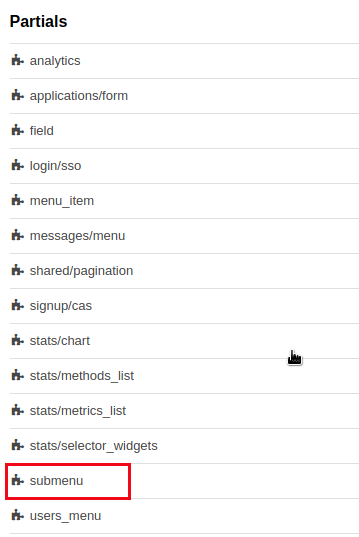 Partials
analytics
applications/form
field
login/sso
menu_item
messages/menu
shared/pagination
signup/cas
stats/chart
stats/methods_list
stats/metrics_list
stats/selector_widgets
submenu
users_menu